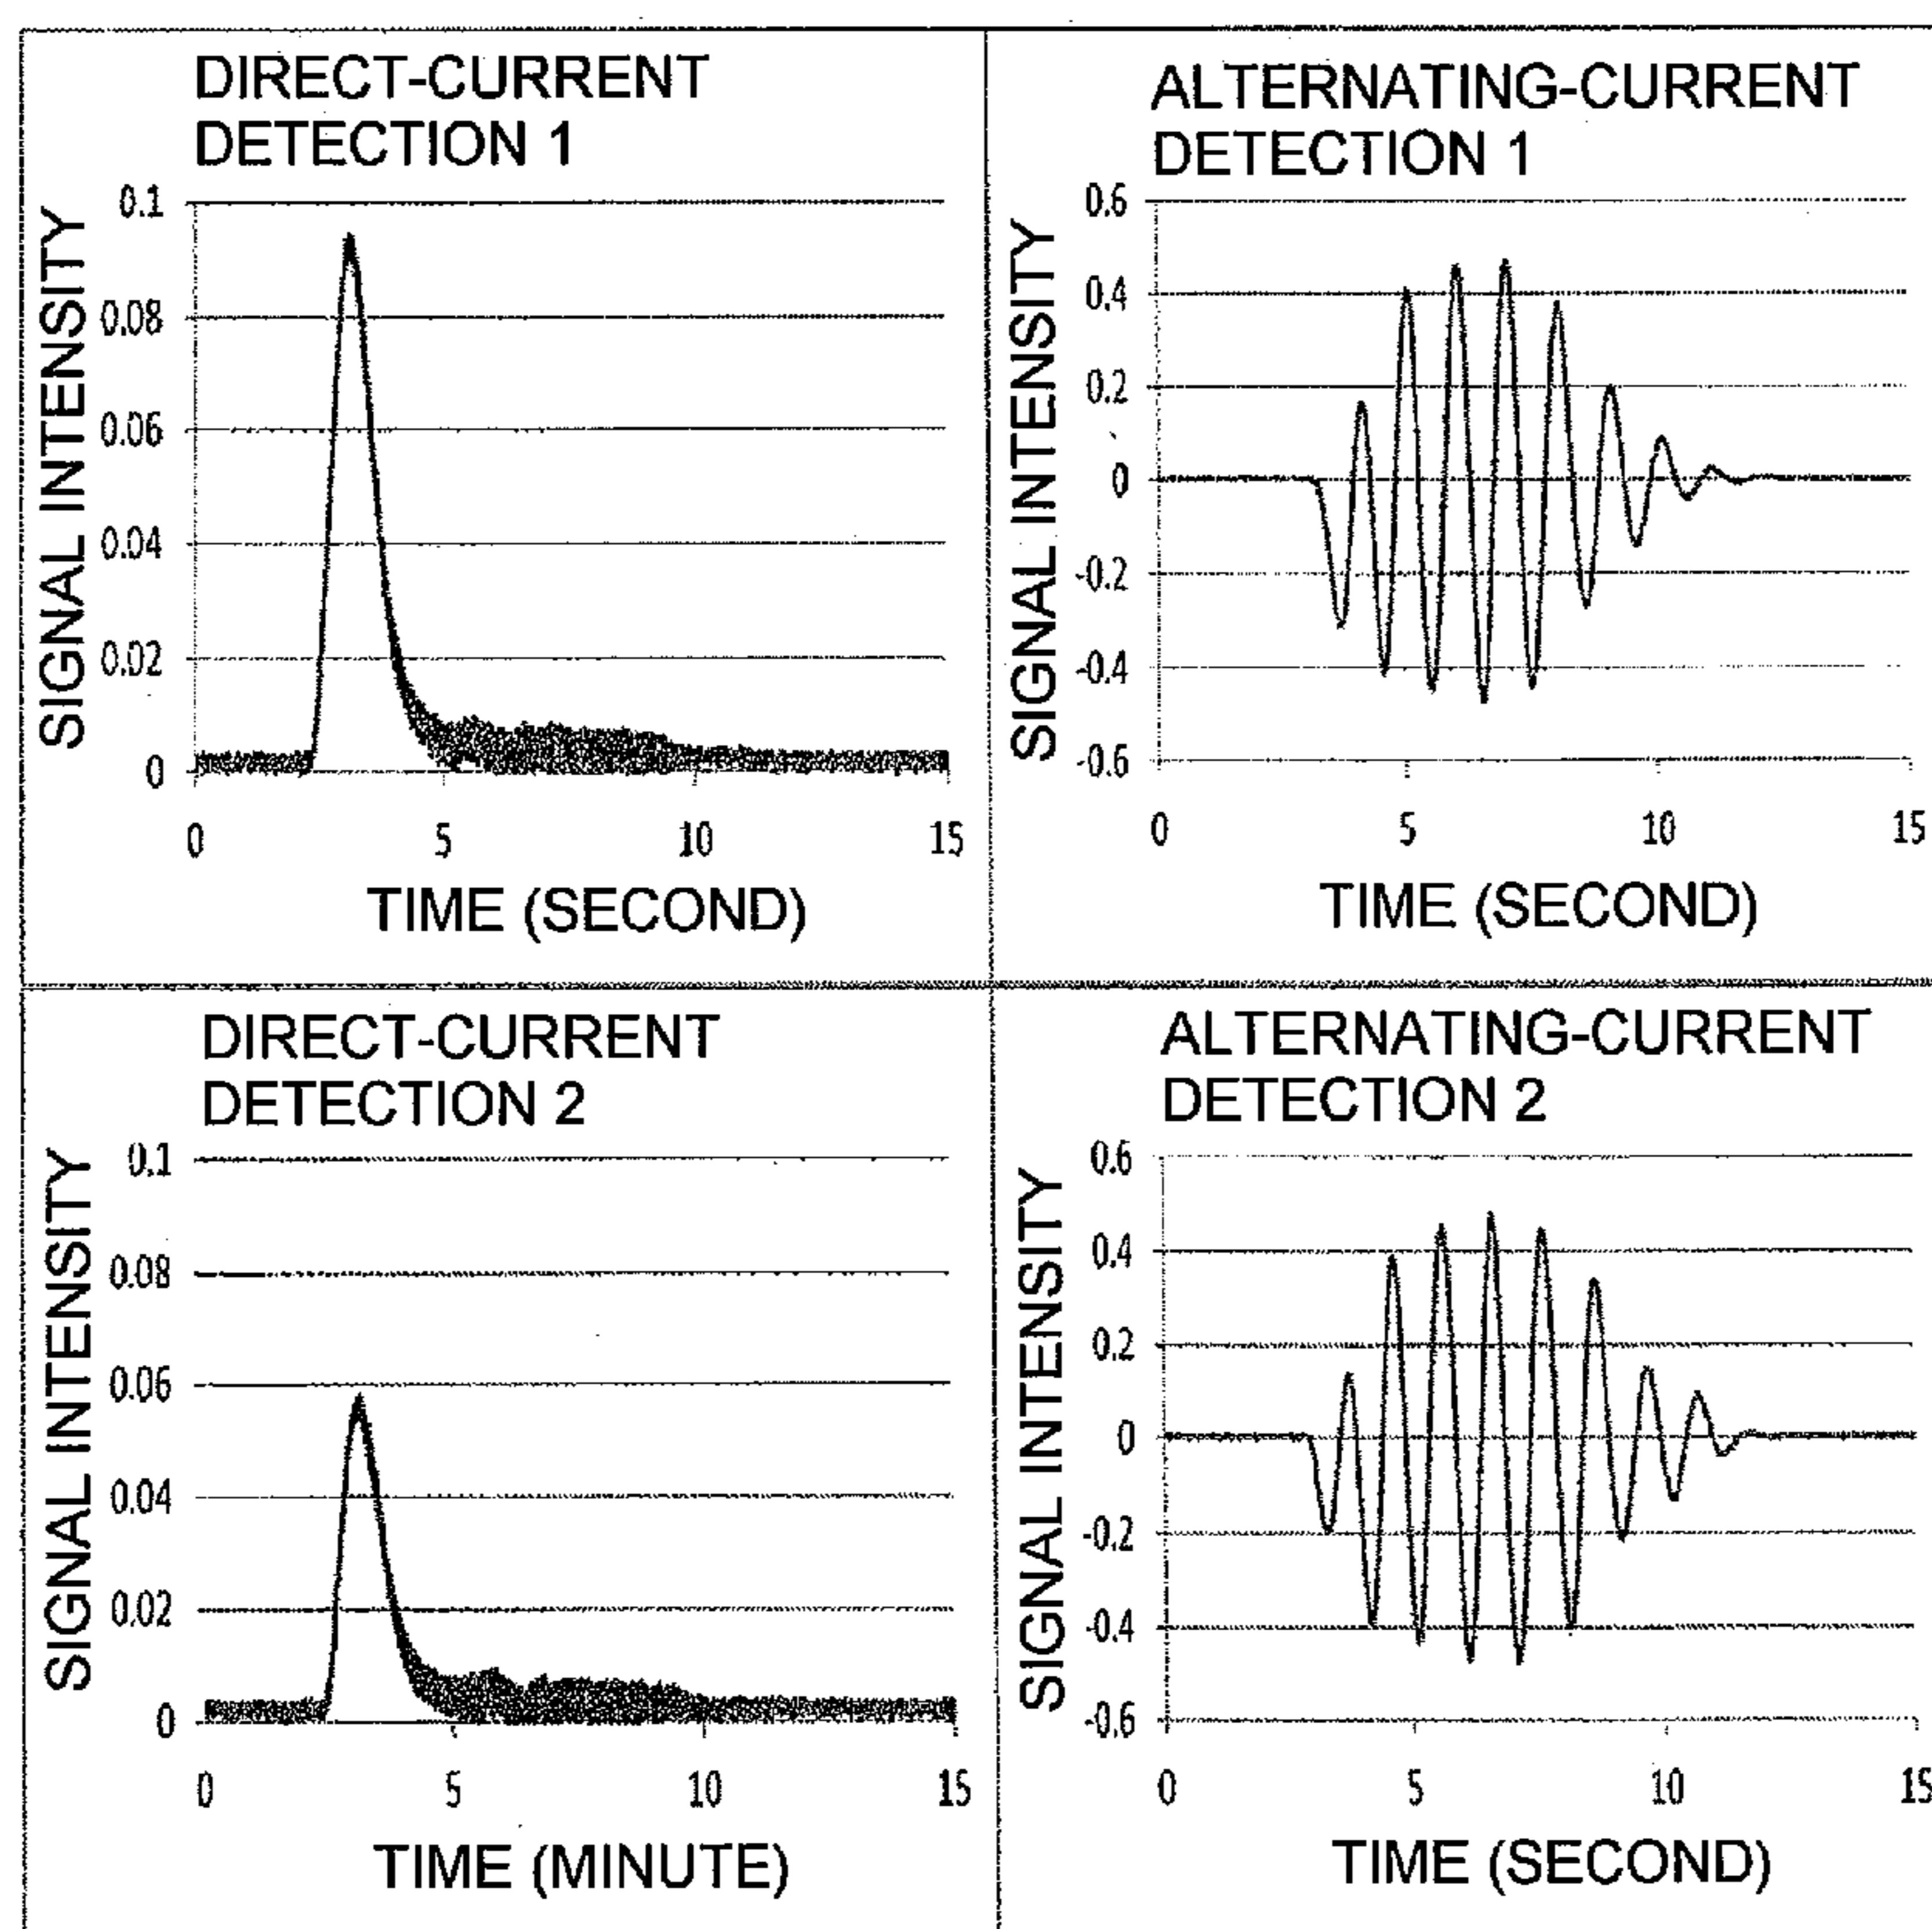 DIRECT-CURRENT
DETECTION 1
SIGNAL INTENSITY
0.1
0.08
0.06
0.04
0.02
0
0 5 10 15
TIME (SECOND)
ALTERNATING-CURRENT
DETECTION 1
SIGNAL INTENSITY
0.6
0.4
0.2
0
-0.2
-0.4
-0.6
0 5 10 15
TIME (SECOND)
DIRECT-CURRENT
DETECTION 2
SIGNAL INTENSITY
0.1
0.08
0.06
0.04
0.02
0
0 5 10 15
TIME (MINUTE)
ALTERNATING-CURRENT
DETECTION 2
SIGNAL INTENSITY
0.6
0.4
0.2
0
-0.2
-0.4
-0.6
0 5 10 15
TIME (SECOND)